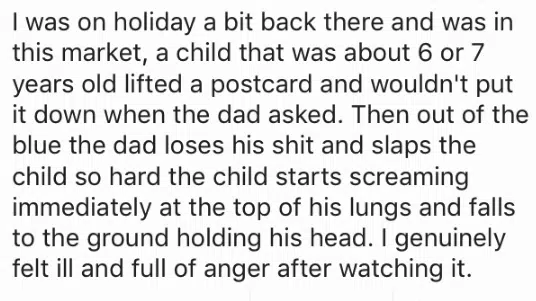 I was on holiday a bit back there and was in
this market, a child that was about 6 or 7
years old lifted a postcard and wouldn't put
it down when the dad asked. Then out of the
blue the dad loses his shit and slaps the
child so hard the child starts screaming
immediately at the top of his lungs and falls
to the ground holding his head. I genuinely
felt ill and full of anger after watching it.